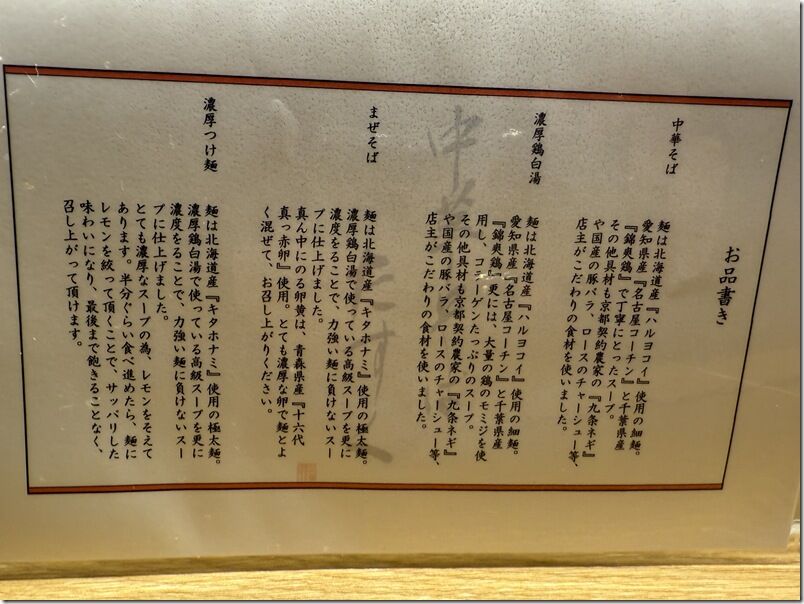 お品書き
中華そば
麺は北海道産『ハルヨコイ』使用の細麺。
愛知県産『名古屋コーチン』と千葉県産
『錦爽鶏』で丁寧にとったスープ。
その他具材も京都契約農家の『九条ネギ』
や国産の豚バラ、ロースのチャーシュー等、
店主がこだわりの食材を使いました。
濃厚鶏白湯
麺は北海道産『ハルヨコイ』使用の細麺。
愛知県産『名古屋コーチン』と千葉県産
『錦爽鶏』更には、大量の鶏のモミジを使
用し、コラーゲンたっぷりのスープ。
その他具材も京都契約農家の『九条ネギ』
や国産の豚バラ、ロースのチャーシュー等、
店主がこだわりの食材を使いました。
まぜそば
麺は北海道産『キタホナミ』使用の極太麺。
濃厚鶏白湯で使っている高級スープを更に
濃度をることで、力強い麺に負けないスー
プに仕上げました。
真ん中にのる卵黄は、青森県産『十六代
真っ赤卵』使用。とても濃厚な卵で麺とよ
く混ぜて、お召し上がりください。
濃厚つけ麺
麺は北海道産『キタホナミ』使用の極太麺。
濃厚鶏白湯で使っている高級スープを更に
濃度をることで、力強い麺に負けないスー
プに仕上げました。
とても濃厚なスープの為、レモンをそえて
あります。半分ぐらい食べ進めたら、麺に
レモンを絞って頂くことで、サッパリした
味わいになり、最後まで飽きることなく、
召し上がって頂けます。